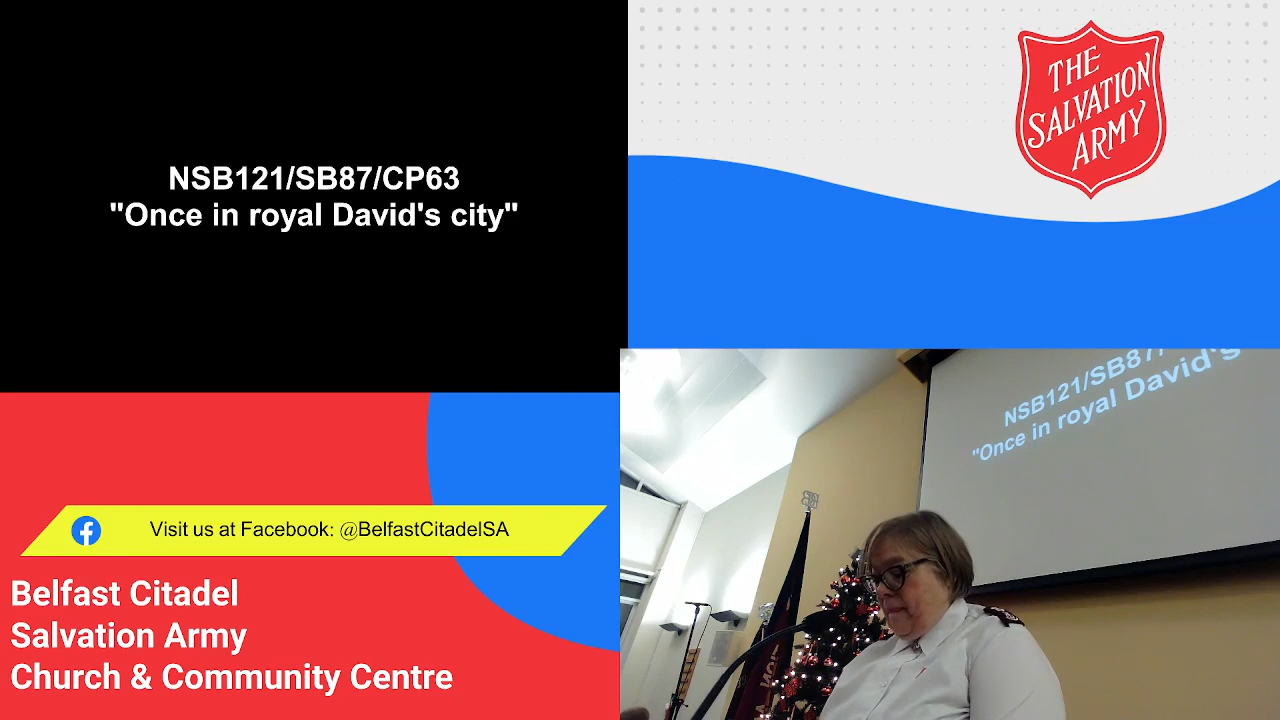 NSB121/SB87/CP63
"Once in royal David's city"
THE
SALVATION
ARMY
NSB121/SB87/
"Once in royal David's
Visit us at Facebook: @BelfastCitadelSA
Belfast Citadel
Salvation Army
Church & Community Centre